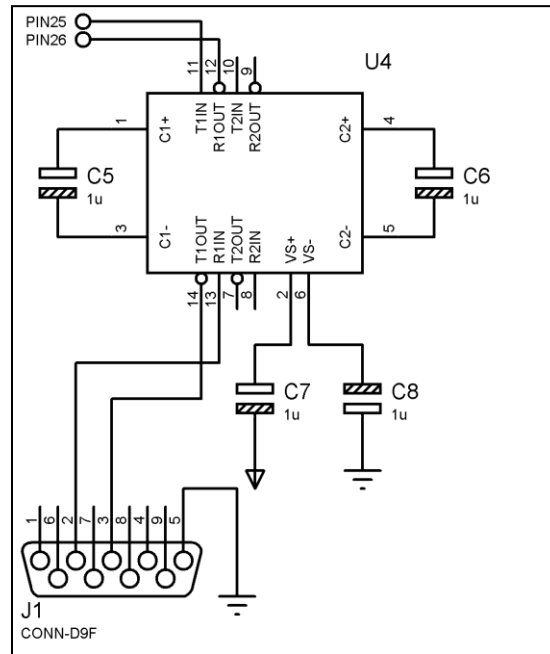 PIN25
PIN26
U4
11
12
10
9
T1IN
R1OUT
T2IN
R2OUT
1
C1+
C2+
4
C5
1u
C6
1u
3
C1-
C2-
5
T1OUT
R1IN
T2OUT
R2IN
VS+
VS-
14
13
7
8
2
6
C7
1u
C8
1u
1
6
2
7
3
8
4
9
5
J1
CONN-D9F